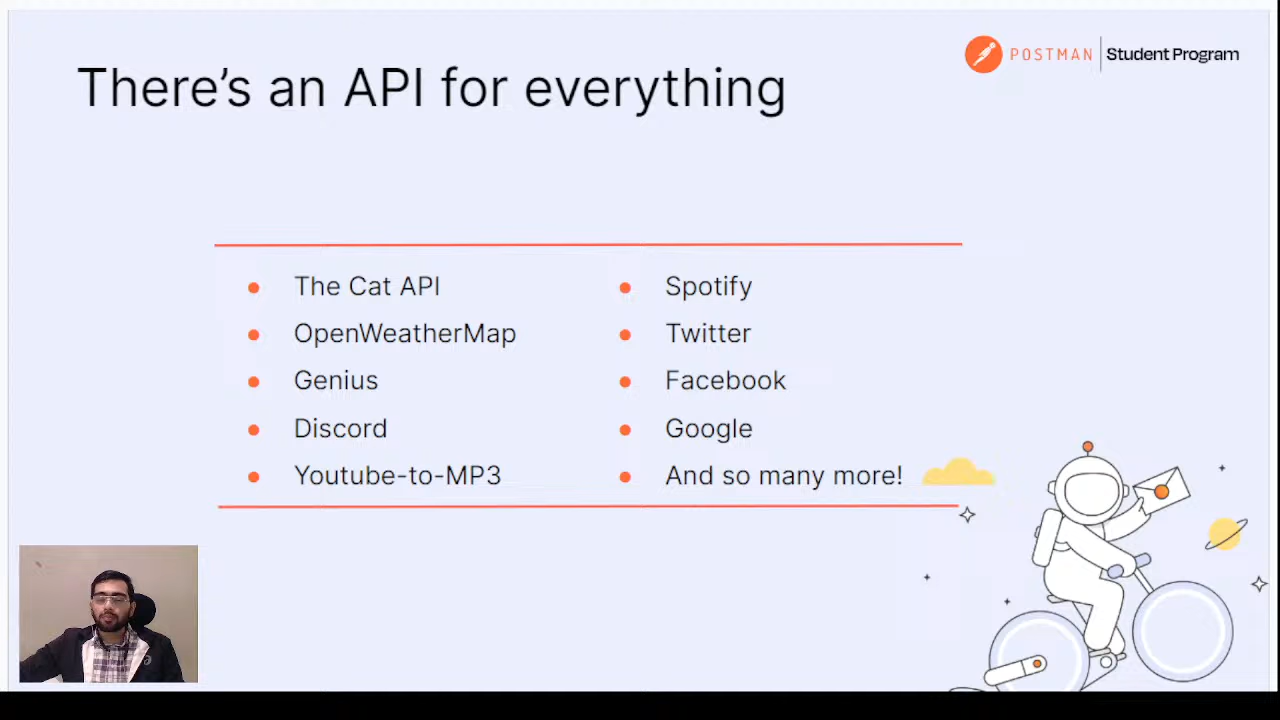 POSTMAN | Student Program
There's an API for everything
The Cat API
OpenWeatherMap
Genius
Discord
Youtube-to-MP3
Spotify
Twitter
Facebook
Google
And so many more!